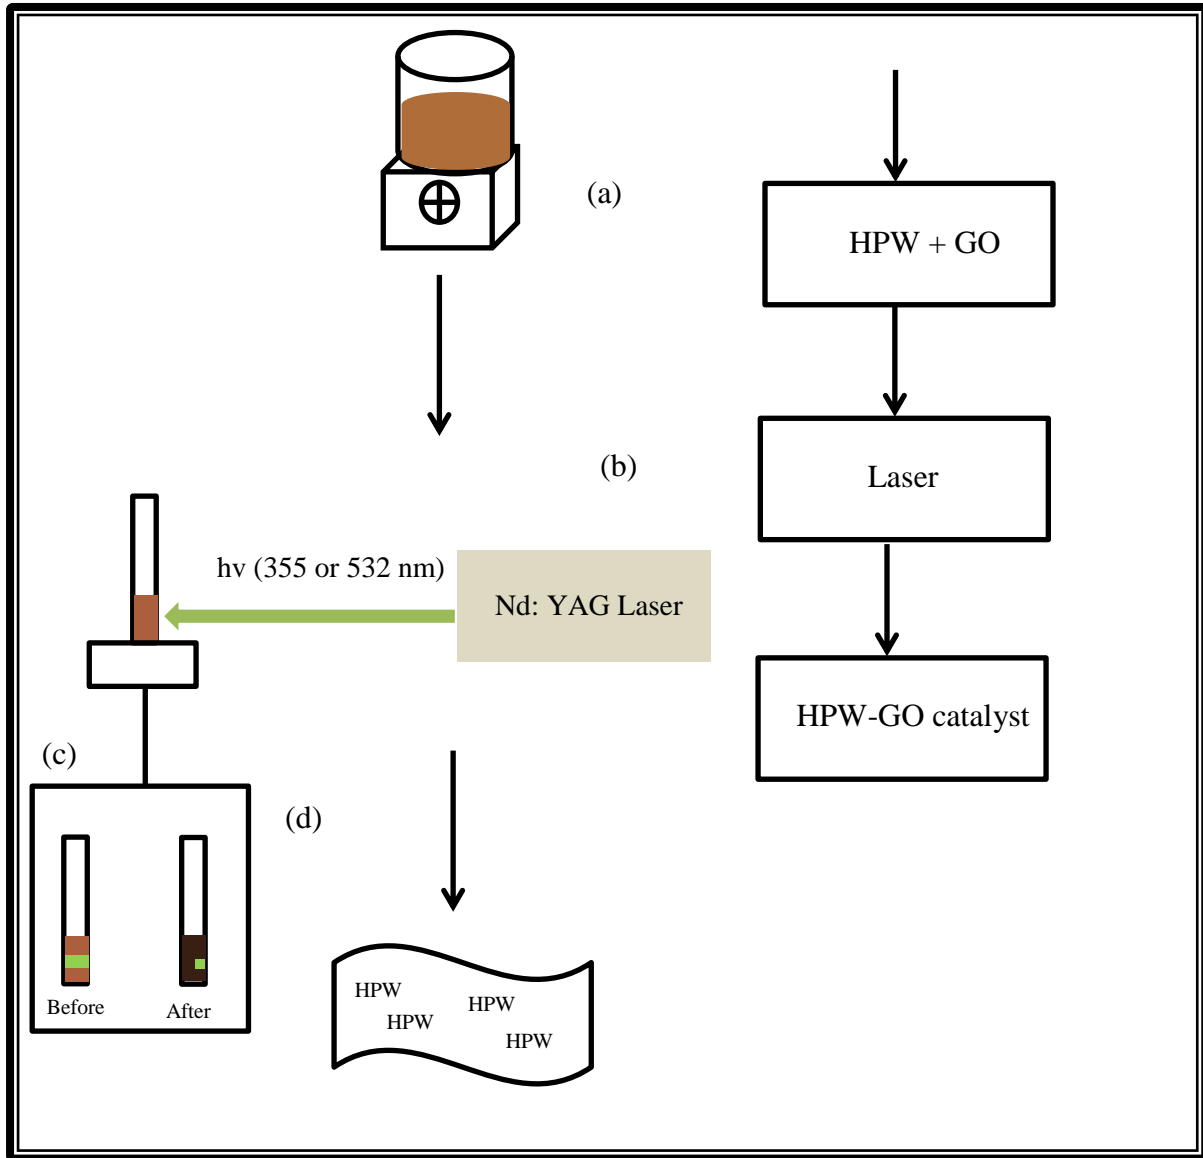 (a)
HPW + GO
(b)
Laser
hv (355 or 532 nm)
Nd: YAG Laser
HPW-GO catalyst
(c)
(d)
Before
After
HPW
HPW
HPW
HPW